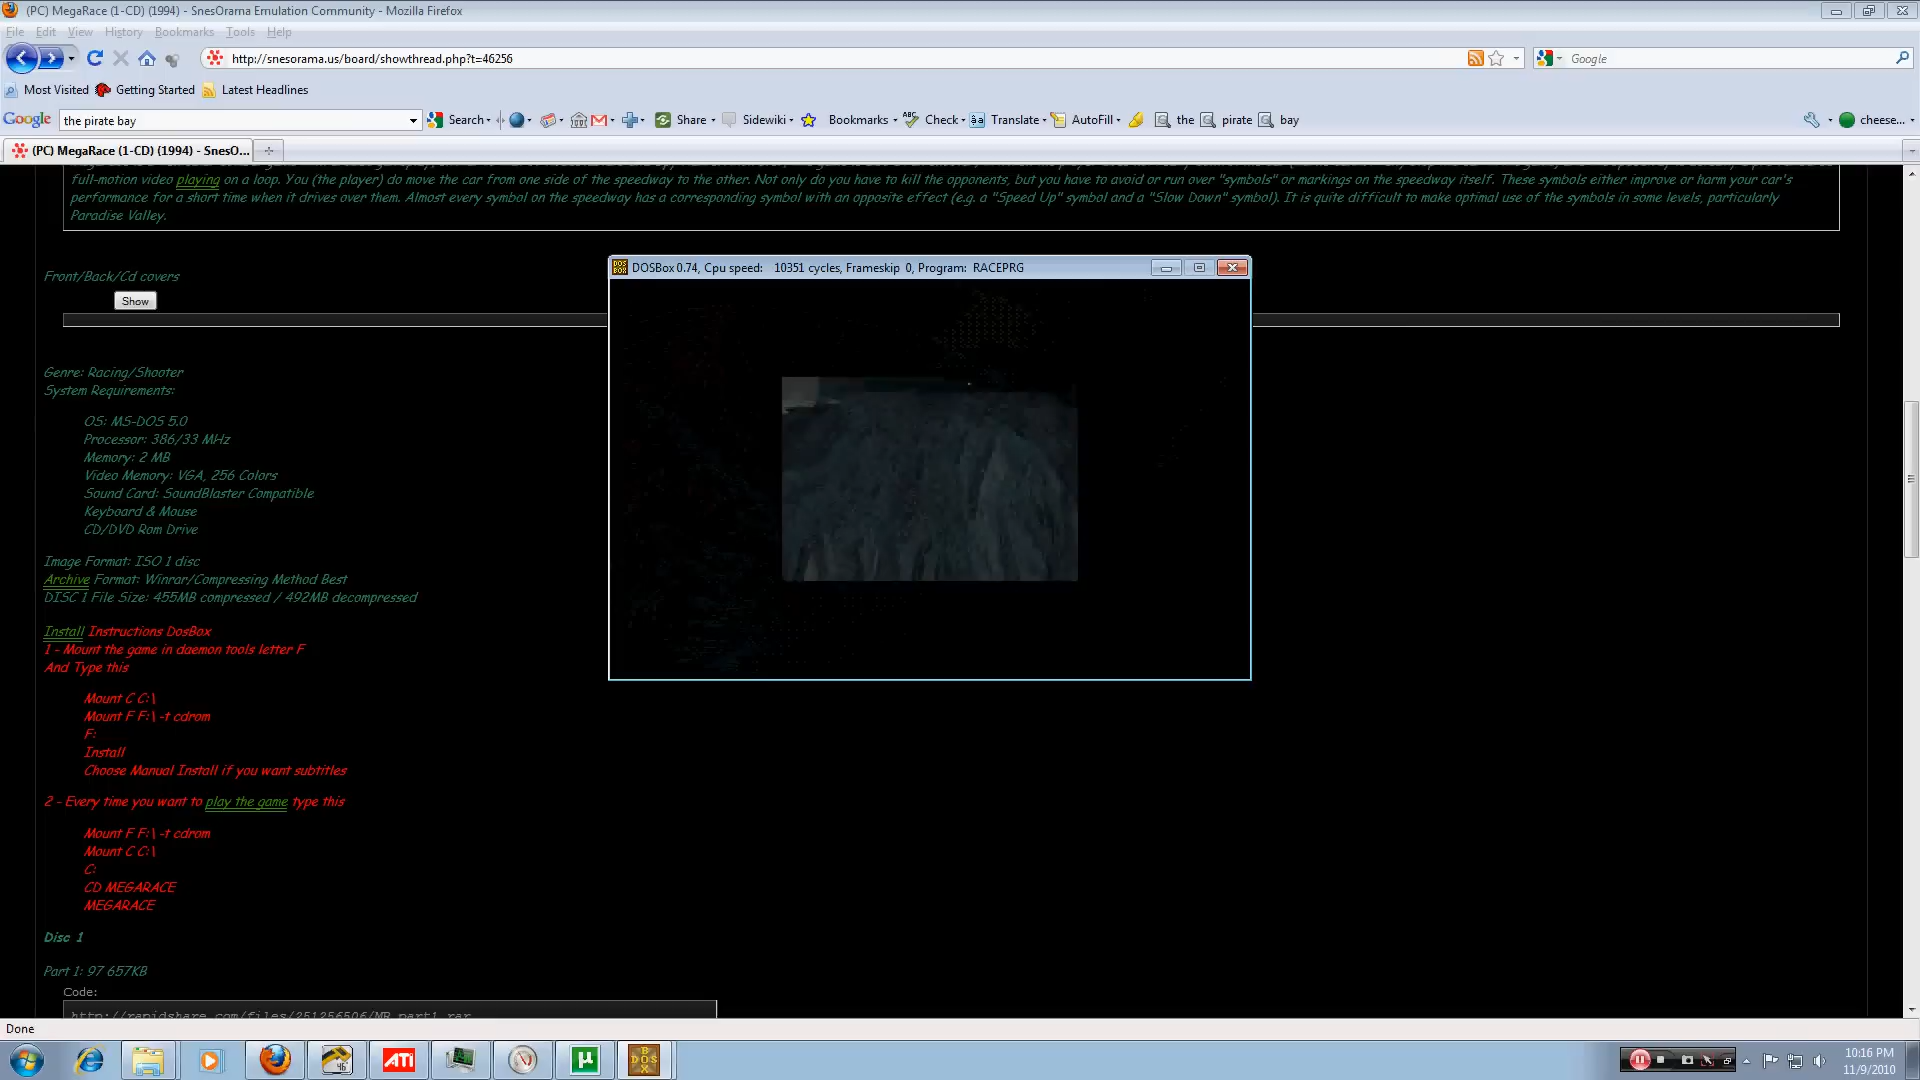 (PC) MegaRace (1-CD) (1994) - SnesOrama Emulation Community - Mozilla Firefox
File Edit View History Bookmarks Tools Help
http://snesorama.us/board/showthread.php?t=46256
Google
Most Visited Getting Started Latest Headlines
Google the pirate bay Search Share Sidewiki Bookmarks Check Translate AutoFill the pirate bay cheese...
(PC) MegaRace (1-CD) (1994) - SnesO...
full-motion video playing on a loop. You (the player) do move the car from one side of the speedway to the other. Not only do you have to kill the opponents, but you have to avoid or run over "symbols" or markings on the speedway itself. These symbols either improve or harm your car's
performance for a short time when it drives over them. Almost every symbol on the speedway has a corresponding symbol with an opposite effect (e.g. a "Speed Up" symbol and a "Slow Down" symbol). It is quite difficult to make optimal use of the symbols in some levels, particularly
Paradise Valley.
Front/Back/Cd covers
Show
DOSBox 0.74, Cpu speed: 10351 cycles, Frameskip 0, Program: RACEPRG
Genre: Racing/Shooter
System Requirements:
OS: MS-DOS 5.0
Processor: 386/33 MHz
Memory: 2 MB
Video Memory: VGA, 256 Colors
Sound Card: SoundBlaster Compatible
Keyboard & Mouse
CD/DVD Rom Drive
Image Format: ISO 1 disc
Archive Format: Winrar/Compressing Method Best
DISC 1 File Size: 455MB compressed / 492MB decompressed
Install Instructions DosBox
1 - Mount the game in daemon tools letter F
And Type this
Mount C C:\
Mount F F:\ -t cdrom
F:
Install
Choose Manual Install if you want subtitles
2 - Every time you want to play the game type this
Mount F F:\ -t cdrom
Mount C C:\
C:
CD MEGARACE
MEGARACE
Disc 1
Part 1: 97 657KB
Code:
http://rapidshare.com/files/251256506/MR.part1.rar
Done
10:16 PM
11/9/2010